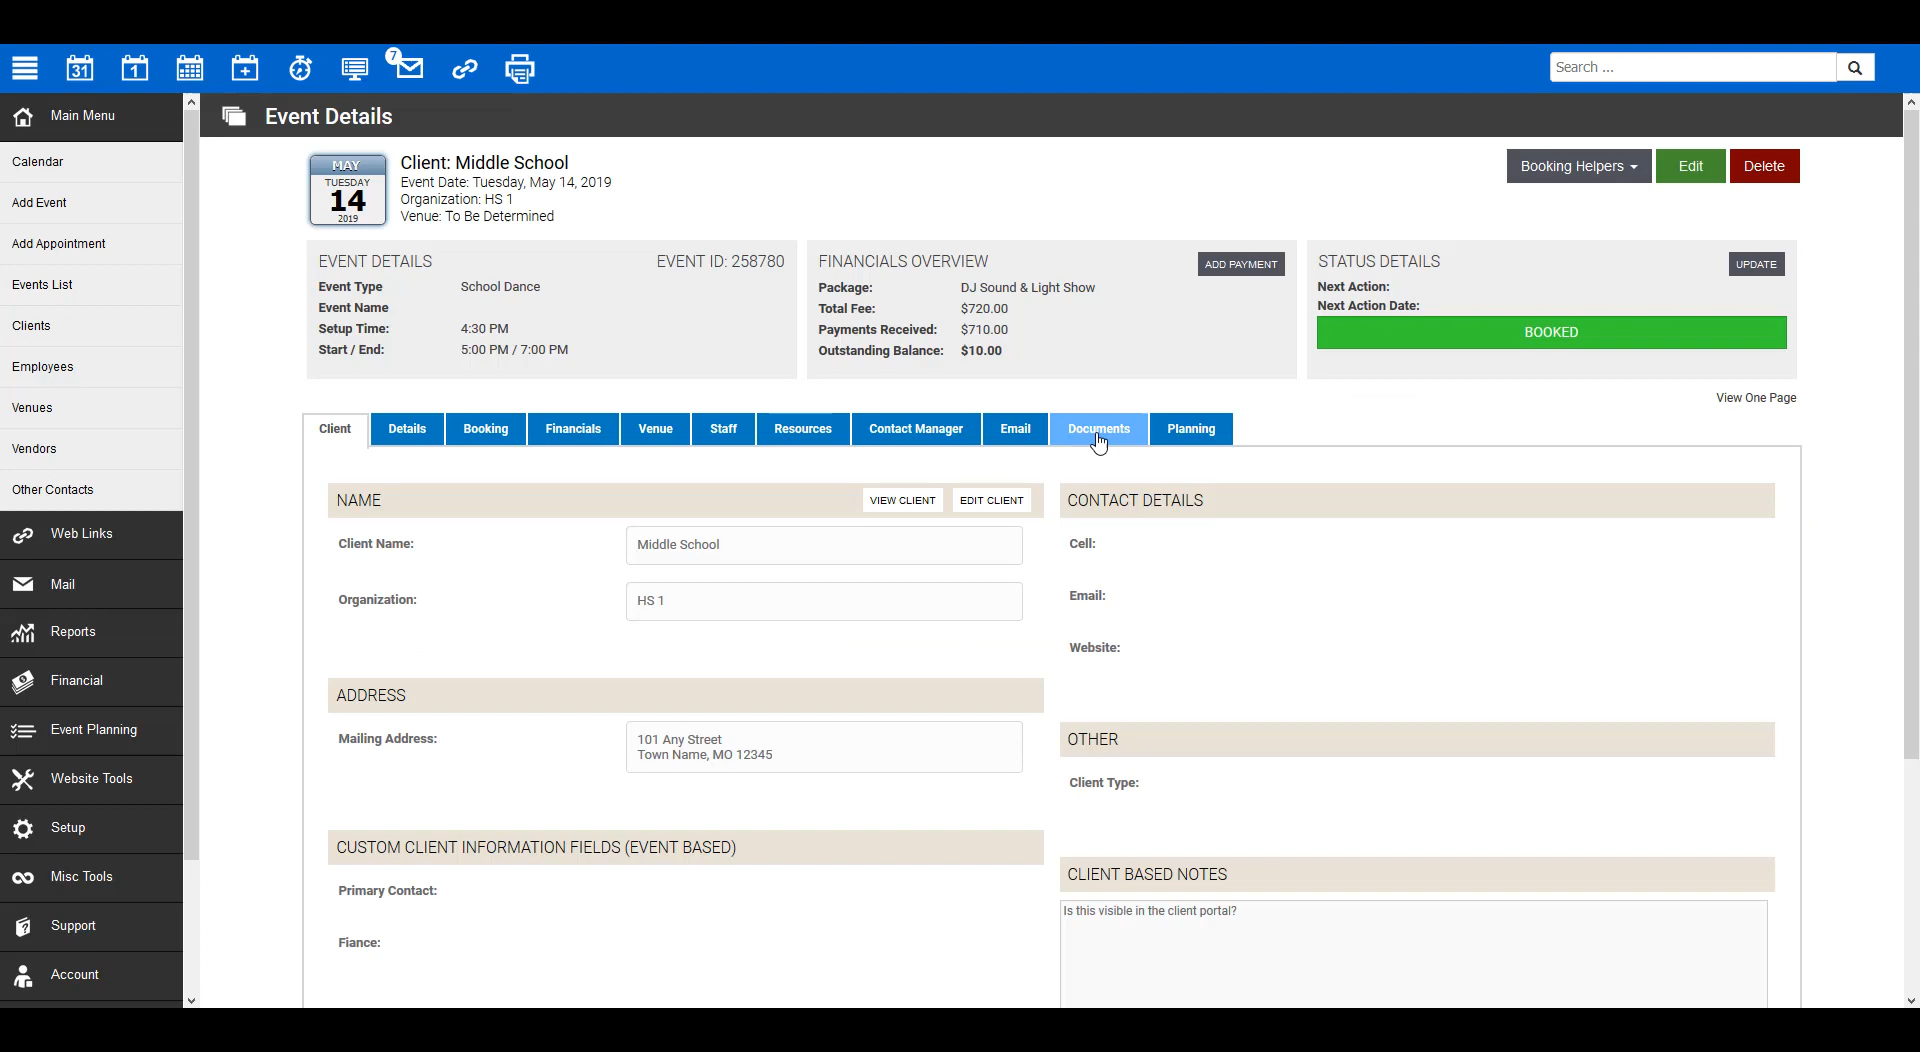 31
1
7
Search ...
Main Menu
Event Details
Calendar
Add Event
Add Appointment
Events List
Clients
Employees
Venues
Vendors
Other Contacts
Web Links
Mail
Reports
Financial
Event Planning
Website Tools
Setup
Misc Tools
Support
Account
MAY
TUESDAY
14
2019
Client: Middle School
Event Date: Tuesday, May 14, 2019
Organization: HS 1
Venue: To Be Determined
Booking Helpers
Edit
Delete
EVENT DETAILS EVENT ID: 258780
Event Type School Dance
Event Name
Setup Time: 4:30 PM
Start / End: 5:00 PM / 7:00 PM
FINANCIALS OVERVIEW ADD PAYMENT
Package: DJ Sound & Light Show
Total Fee: $720.00
Payments Received: $710.00
Outstanding Balance: $10.00
STATUS DETAILS UPDATE
Next Action:
Next Action Date:
BOOKED
View One Page
Client Details Booking Financials Venue Staff Resources Contact Manager Email Documents Planning
NAME VIEW CLIENT EDIT CLIENT
Client Name: Middle School
Organization: HS 1
ADDRESS
Mailing Address: 101 Any Street
Town Name, MO 12345
CUSTOM CLIENT INFORMATION FIELDS (EVENT BASED)
Primary Contact:
Fiance:
CONTACT DETAILS
Cell:
Email:
Website:
OTHER
Client Type:
CLIENT BASED NOTES
Is this visible in the client portal?